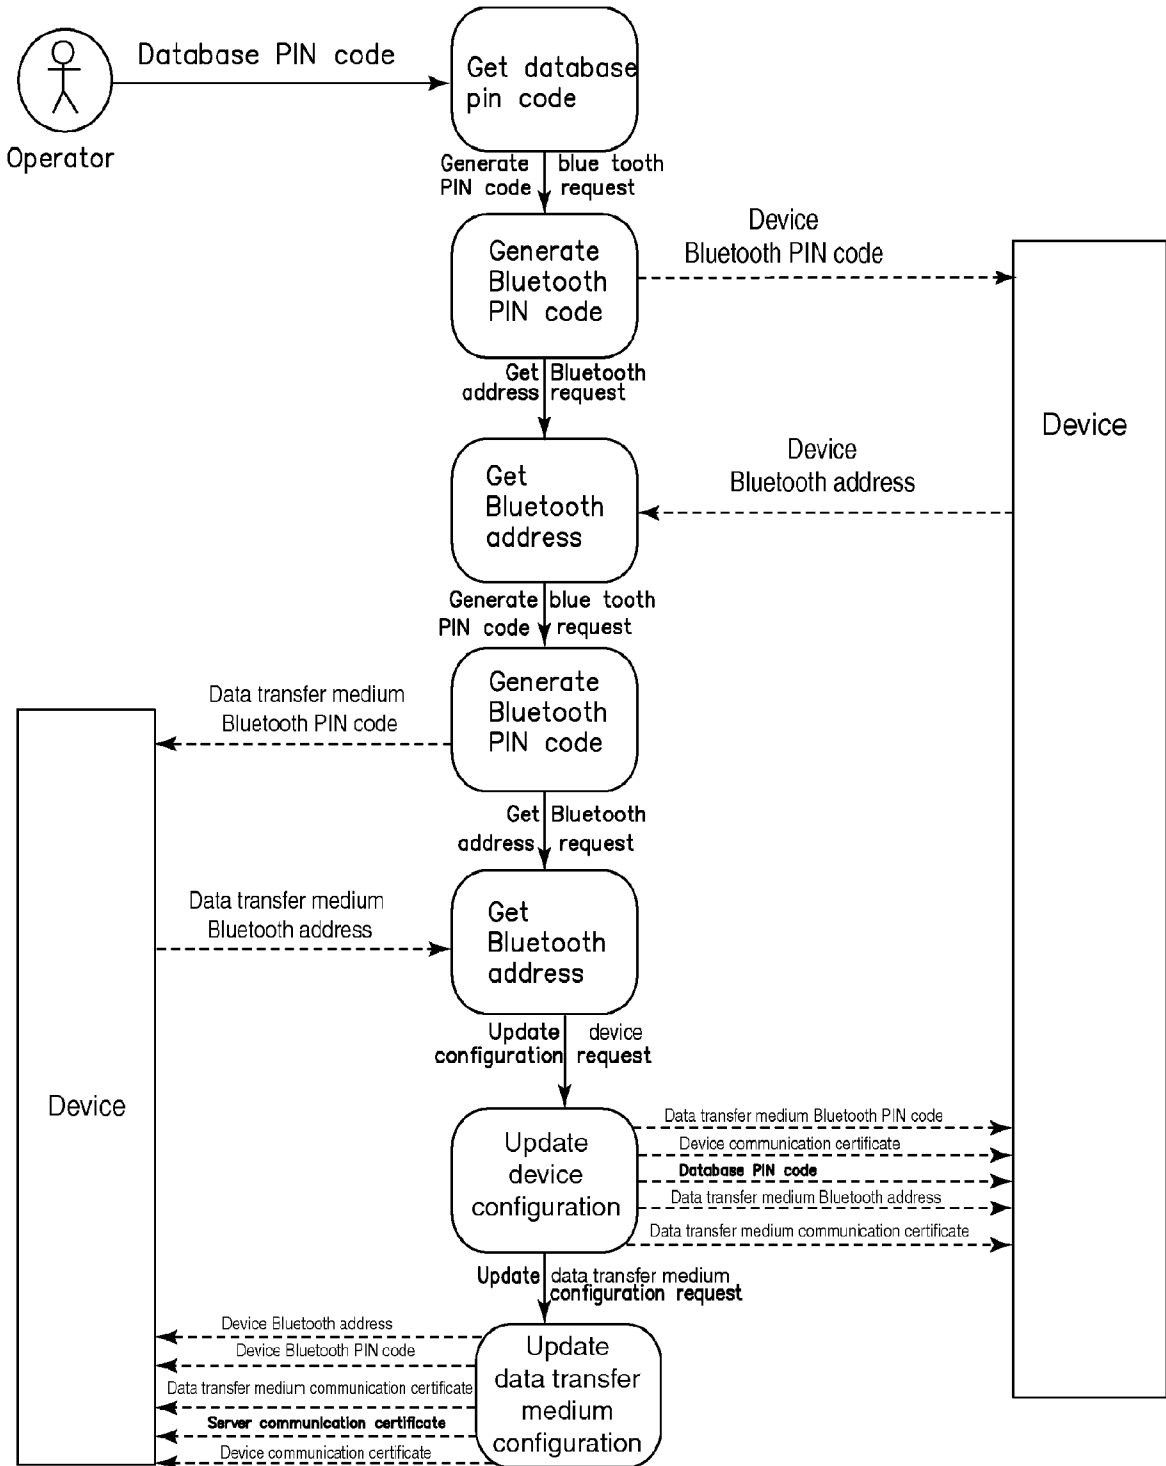 Database PIN code
Operator
Get database
pin code
Generate blue tooth
PIN code request
Generate
Bluetooth
PIN code
Device
Bluetooth PIN code
Get Bluetooth
address request
Device
Get
Bluetooth
address
Device
Bluetooth address
Generate blue tooth
PIN code request
Generate
Bluetooth
PIN code
Data transfer medium
Bluetooth PIN code
Get Bluetooth
address request
Data transfer medium
Bluetooth address
Get
Bluetooth
address
Update device
configuration request
Device
Update
device
configuration
Data transfer medium Bluetooth PIN code
Device communication certificate
Database PIN code
Data transfer medium Bluetooth address
Data transfer medium communication certificate
Update data transfer medium
configuration request
Device Bluetooth address
Device Bluetooth PIN code
Data transfer medium communication certificate
Server communication certificate
Device communication certificate
Update
data transfer
medium
configuration